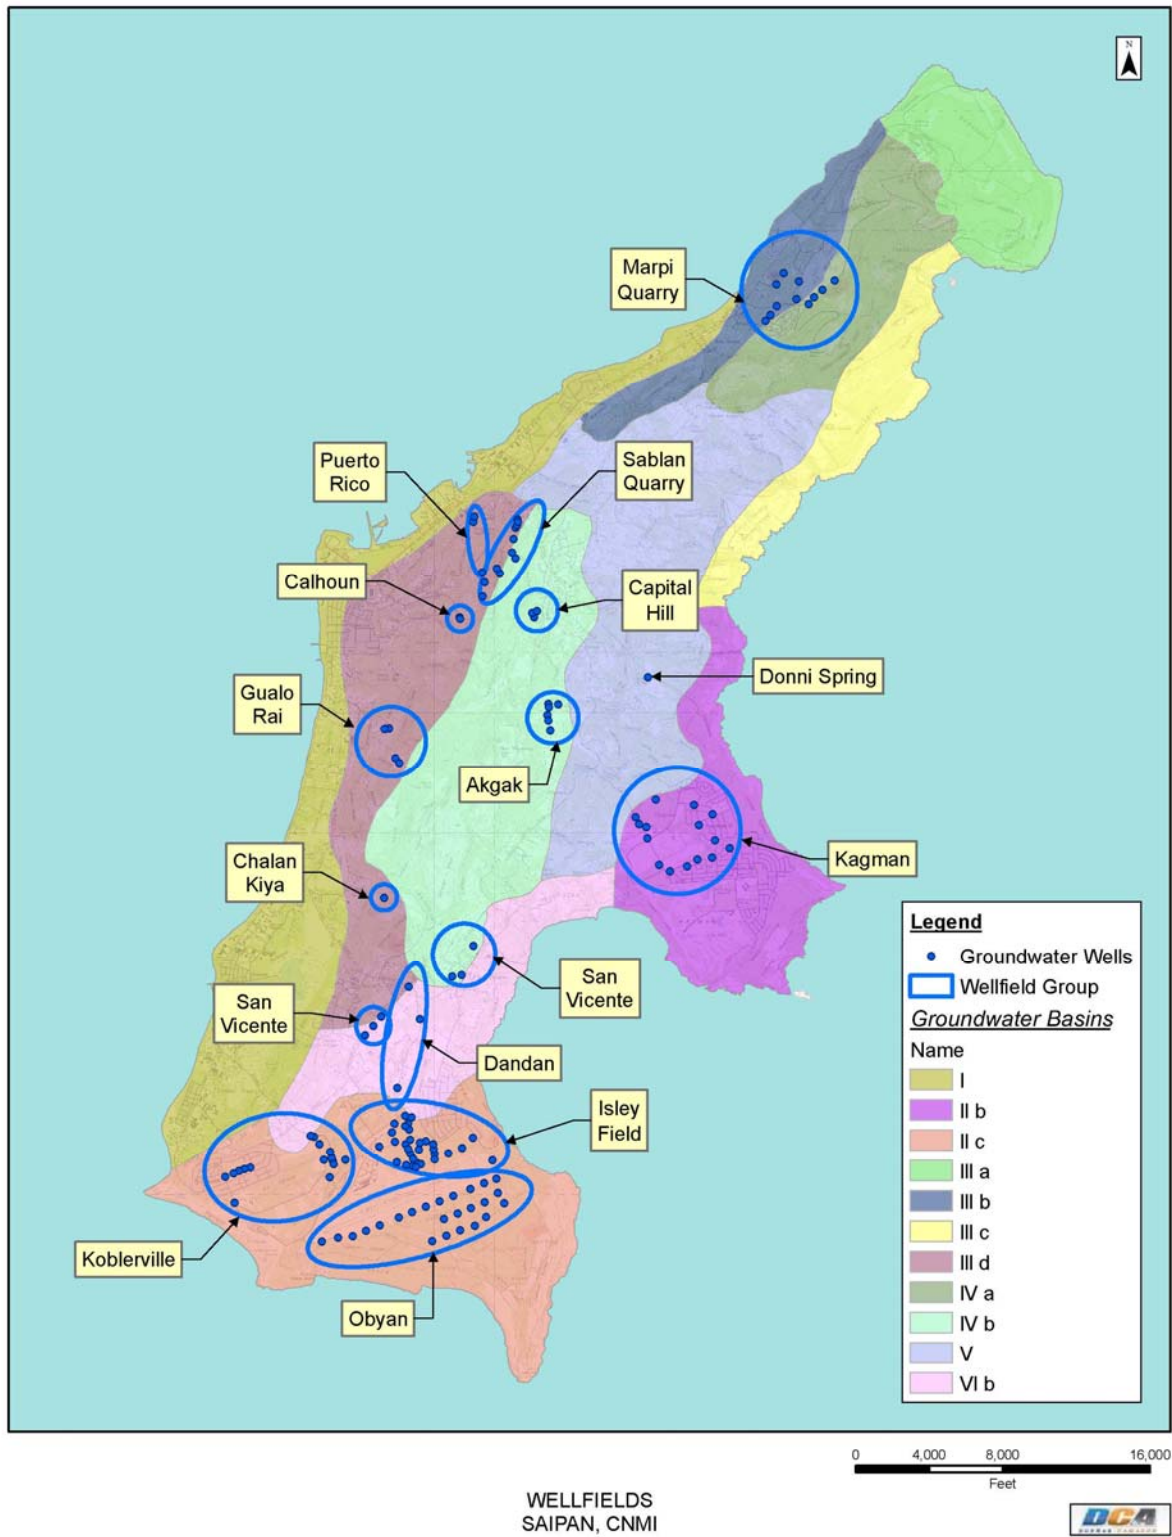 N
Marpi
Quarry
Puerto
Rico
Sablan
Quarry
Calhoun
Capital
Hill
Donni Spring
Gualo
Rai
Akgak
Chalan
Kiya
Kagman
San
Vicente
San
Vicente
Dandan
Isley
Field
Koblerville
Obyan
Legend
Groundwater Wells
Wellfield Group
Groundwater Basins
Name
I
II b
II c
III a
III b
III c
III d
IV a
IV b
V
VI b
0 4,000 8,000 16,000
Feet
WELLFIELDS
SAIPAN, CNMI
DCA